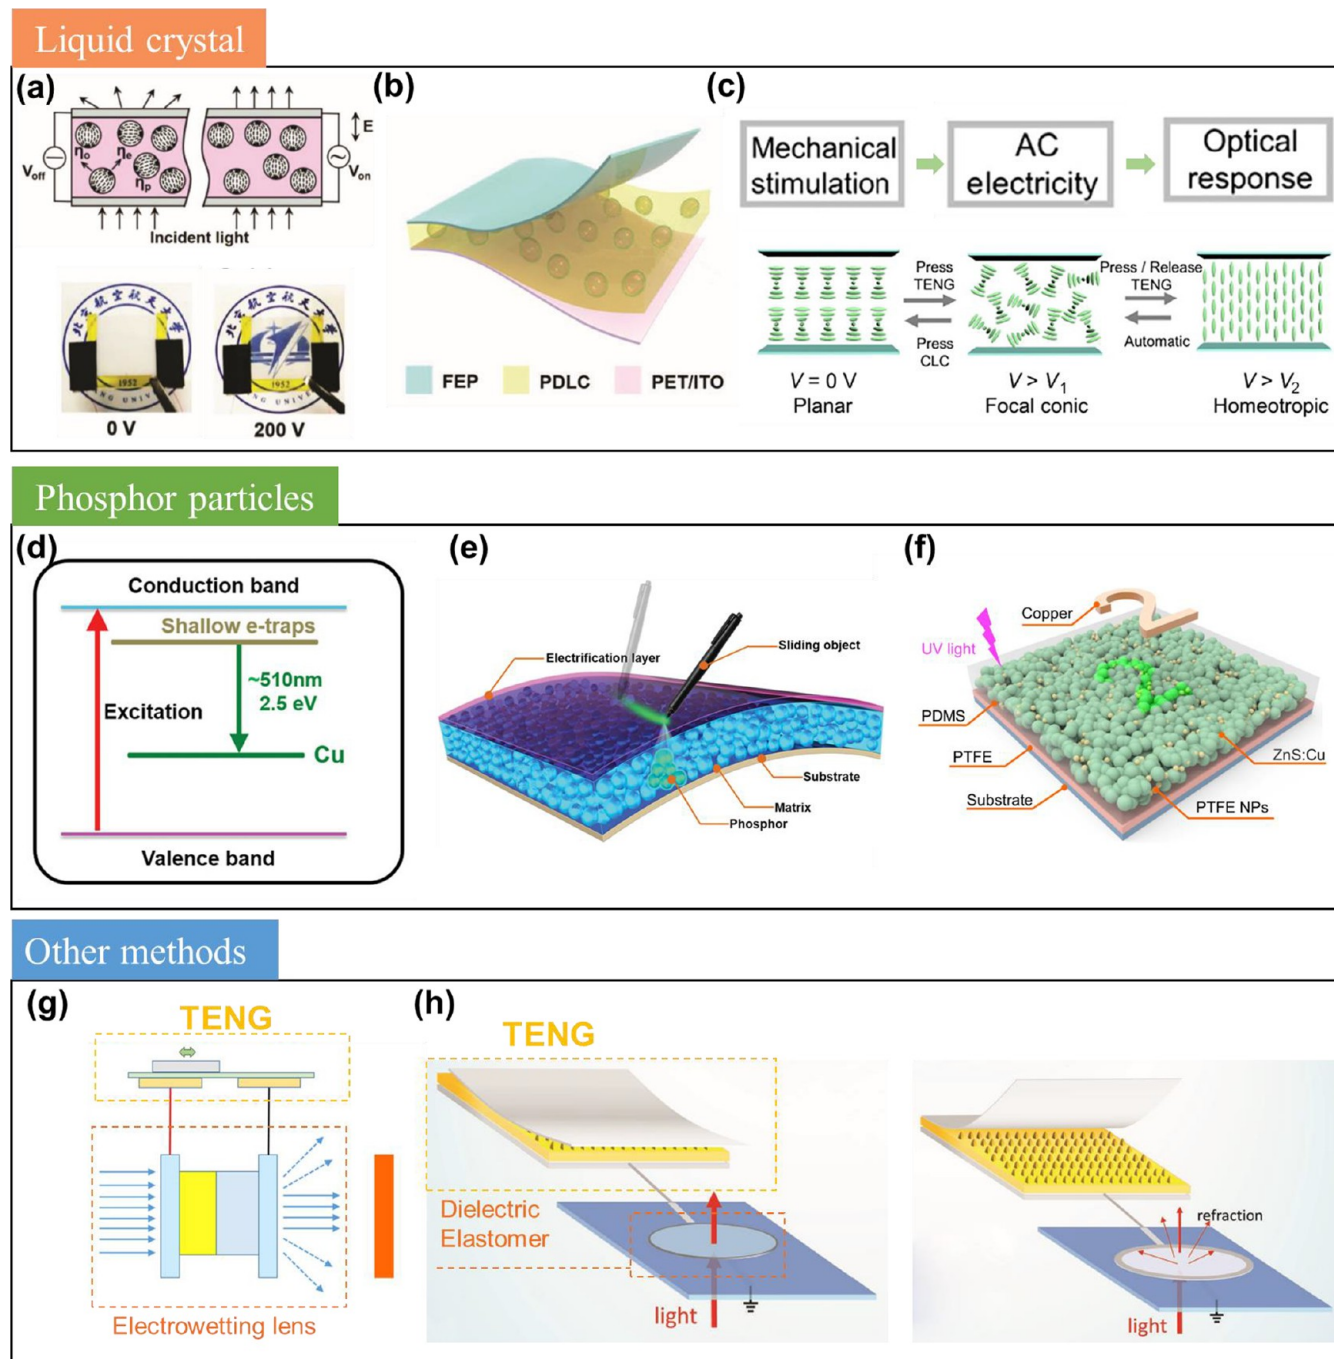 Liquid crystal
(a)
E
ηo
ηe
ηp
Voff
Von
Incident light
1952
1952
0 V
200 V
(b)
FEP
PDLC
PET/ITO
(c)
Mechanical
stimulation
AC
electricity
Optical
response
Press
TENG
Press
CLC
Press / Release
TENG
Automatic
V = 0 V
Planar
V > V1
Focal conic
V > V2
Homeotropic
Phosphor particles
(d)
Conduction band
Shallow e-traps
~510nm
2.5 eV
Excitation
Cu
Valence band
(e)
Electrification layer
Sliding object
Substrate
Matrix
Phosphor
(f)
Copper
UV light
PDMS
PTFE
Substrate
ZnS:Cu
PTFE NPs
Other methods
(g)
TENG
Electrowetting lens
(h)
TENG
Dielectric
Elastomer
light
refraction
light